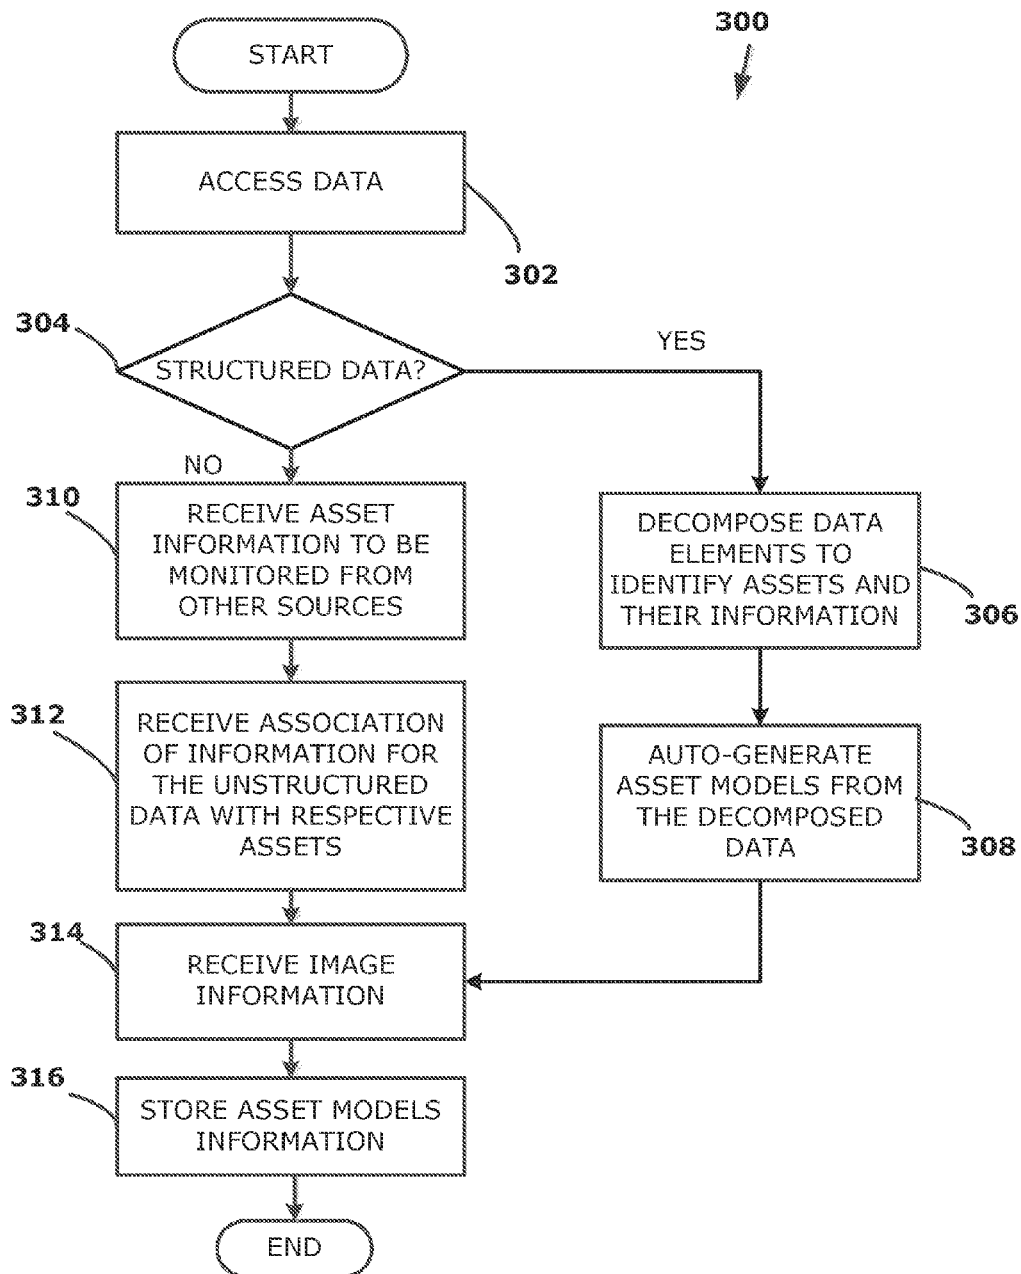 START
300
ACCESS DATA
302
304
STRUCTURED DATA?
YES
NO
310
RECEIVE ASSET
INFORMATION TO BE
MONITORED FROM
OTHER SOURCES
DECOMPOSE DATA
ELEMENTS TO
IDENTIFY ASSETS AND
THEIR INFORMATION
306
312
RECEIVE ASSOCIATION
OF INFORMATION FOR
THE UNSTRUCTURED
DATA WITH RESPECTIVE
ASSETS
AUTO-GENERATE
ASSET MODELS FROM
THE DECOMPOSED
DATA
308
314
RECEIVE IMAGE
INFORMATION
316
STORE ASSET MODELS
INFORMATION
END